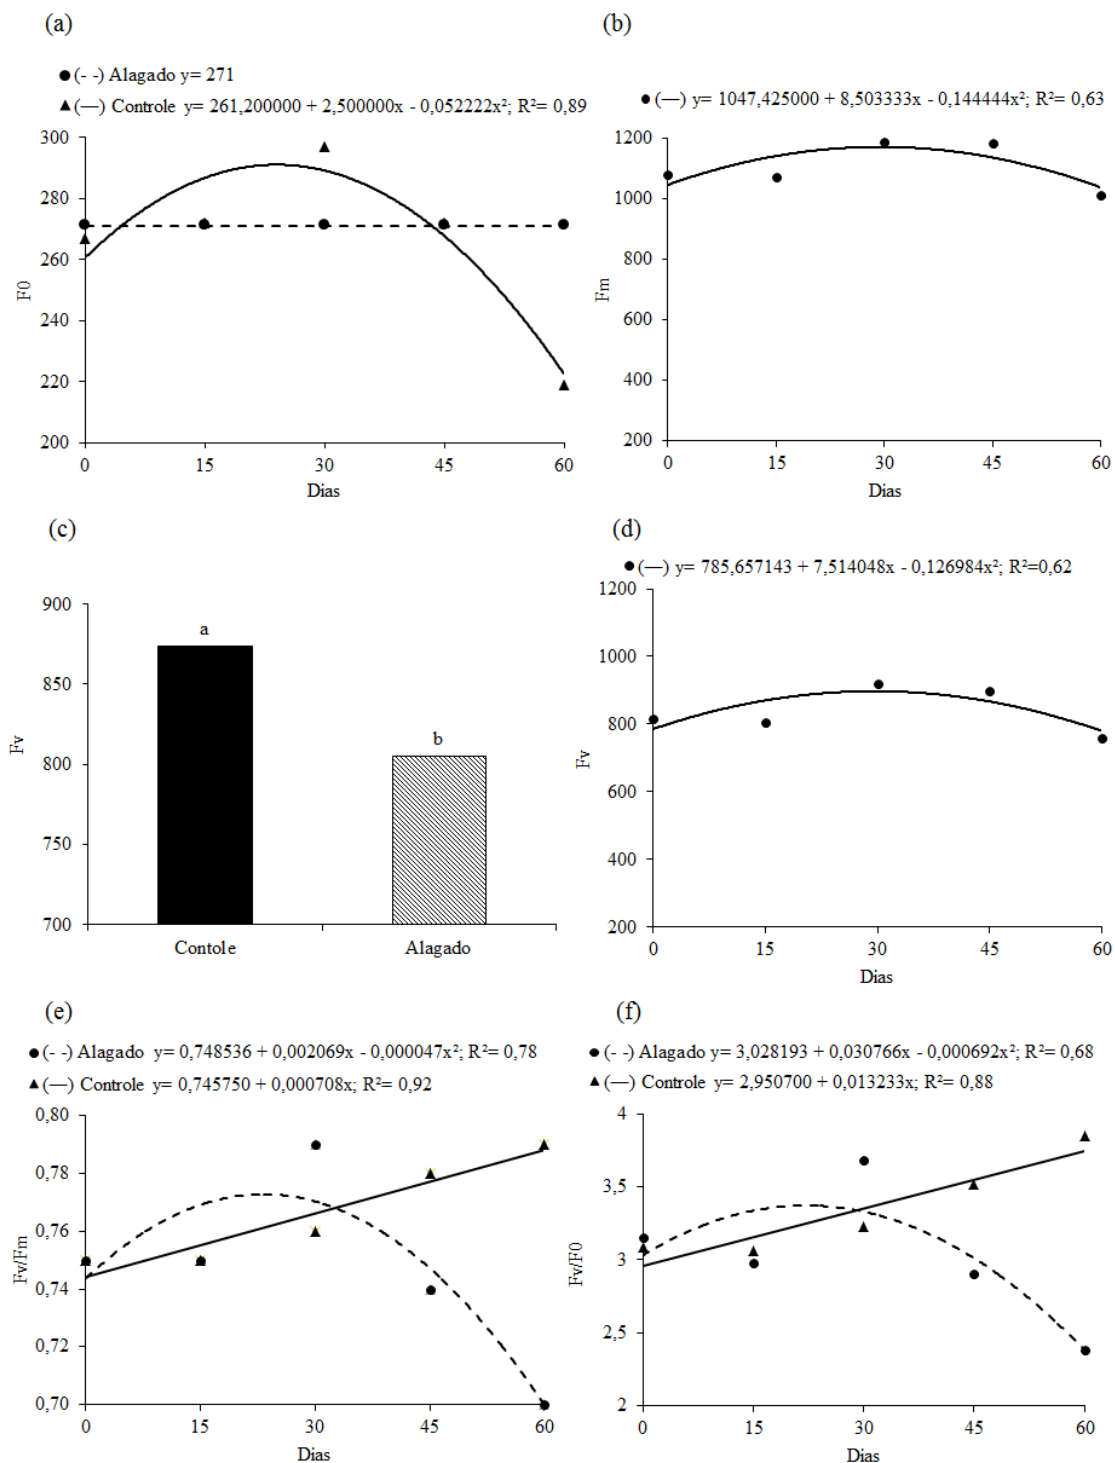 (a)
● (- -) Alagado y= 271
▲ (—) Controle y= 261,200000 + 2,500000x - 0,052222x²; R²= 0,89
300
280
260
240
220
200
F0
0 15 30 45 60
Dias
(b)
● (—) y= 1047,425000 + 8,503333x - 0,144444x²; R²= 0,63
1200
1000
800
600
400
200
Fm
0 15 30 45 60
Dias
(c)
900
850
800
750
700
Fv
a
b
Contole Alagado
(d)
● (—) y= 785,657143 + 7,514048x - 0,126984x²; R²=0,62
1200
1000
800
600
400
200
Fv
0 15 30 45 60
Dias
(e)
● (- -) Alagado y= 0,748536 + 0,002069x - 0,000047x²; R²= 0,78
▲ (—) Controle y= 0,745750 + 0,000708x; R²= 0,92
0,80
0,78
0,76
0,74
0,72
0,70
Fv/Fm
0 15 30 45 60
Dias
(f)
● (- -) Alagado y= 3,028193 + 0,030766x - 0,000692x²; R²= 0,68
▲ (—) Controle y= 2,950700 + 0,013233x; R²= 0,88
4
3,5
3
2,5
2
Fv/F0
0 15 30 45 60
Dias